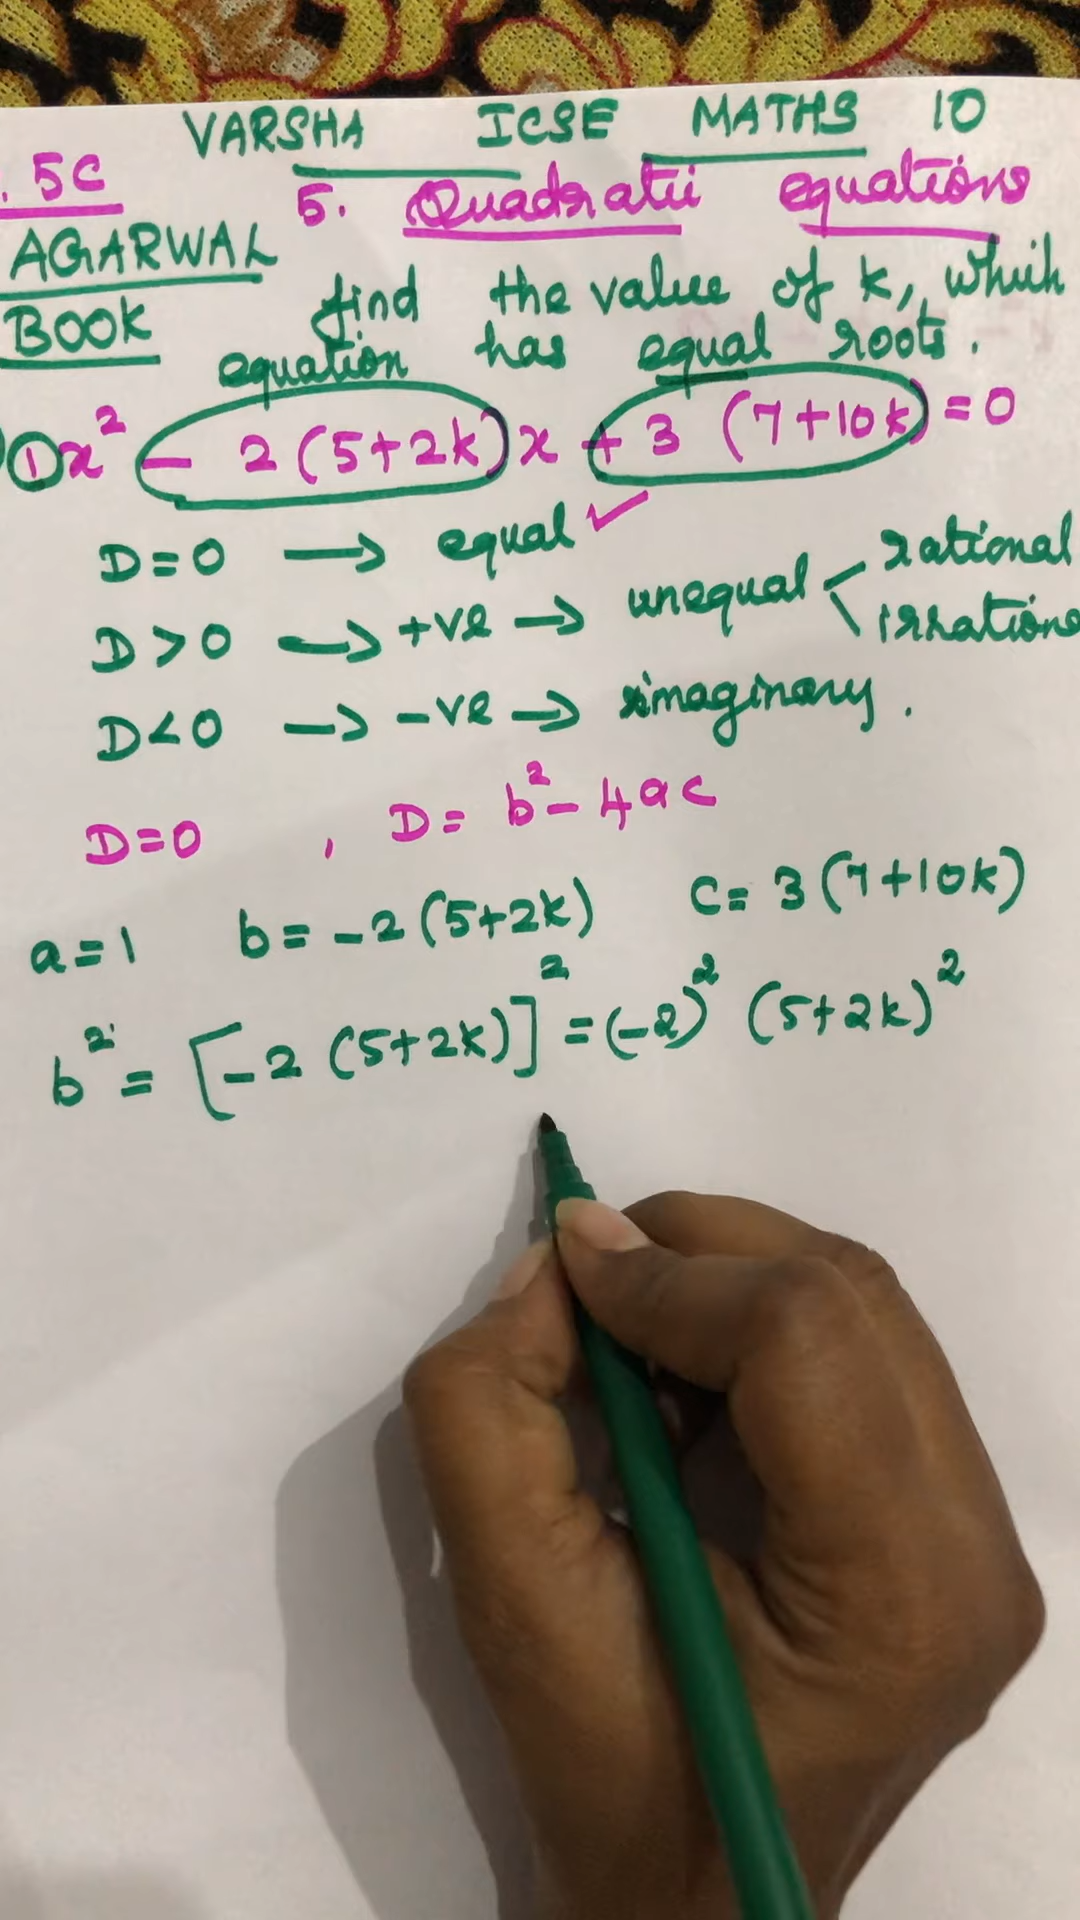 VARSHA ICSE MATHS 10
. 5C 5. Quadratii equations
AGARWAL
BOOK
find the value of k, which
equation has equal roots.
① x² - 2 (5+2k) x + 3 (7+10k) = 0
D=0 → equal ✓
D>0 → +ve → unequal < rational
irrationa
D<0 → -ve → imaginary.
D=0 , D= b²- 4ac
a=1 b= -2(5+2k) C= 3(7+10k)
b² = [-2 (5+2k)]² = (-2)² (5+2k)²